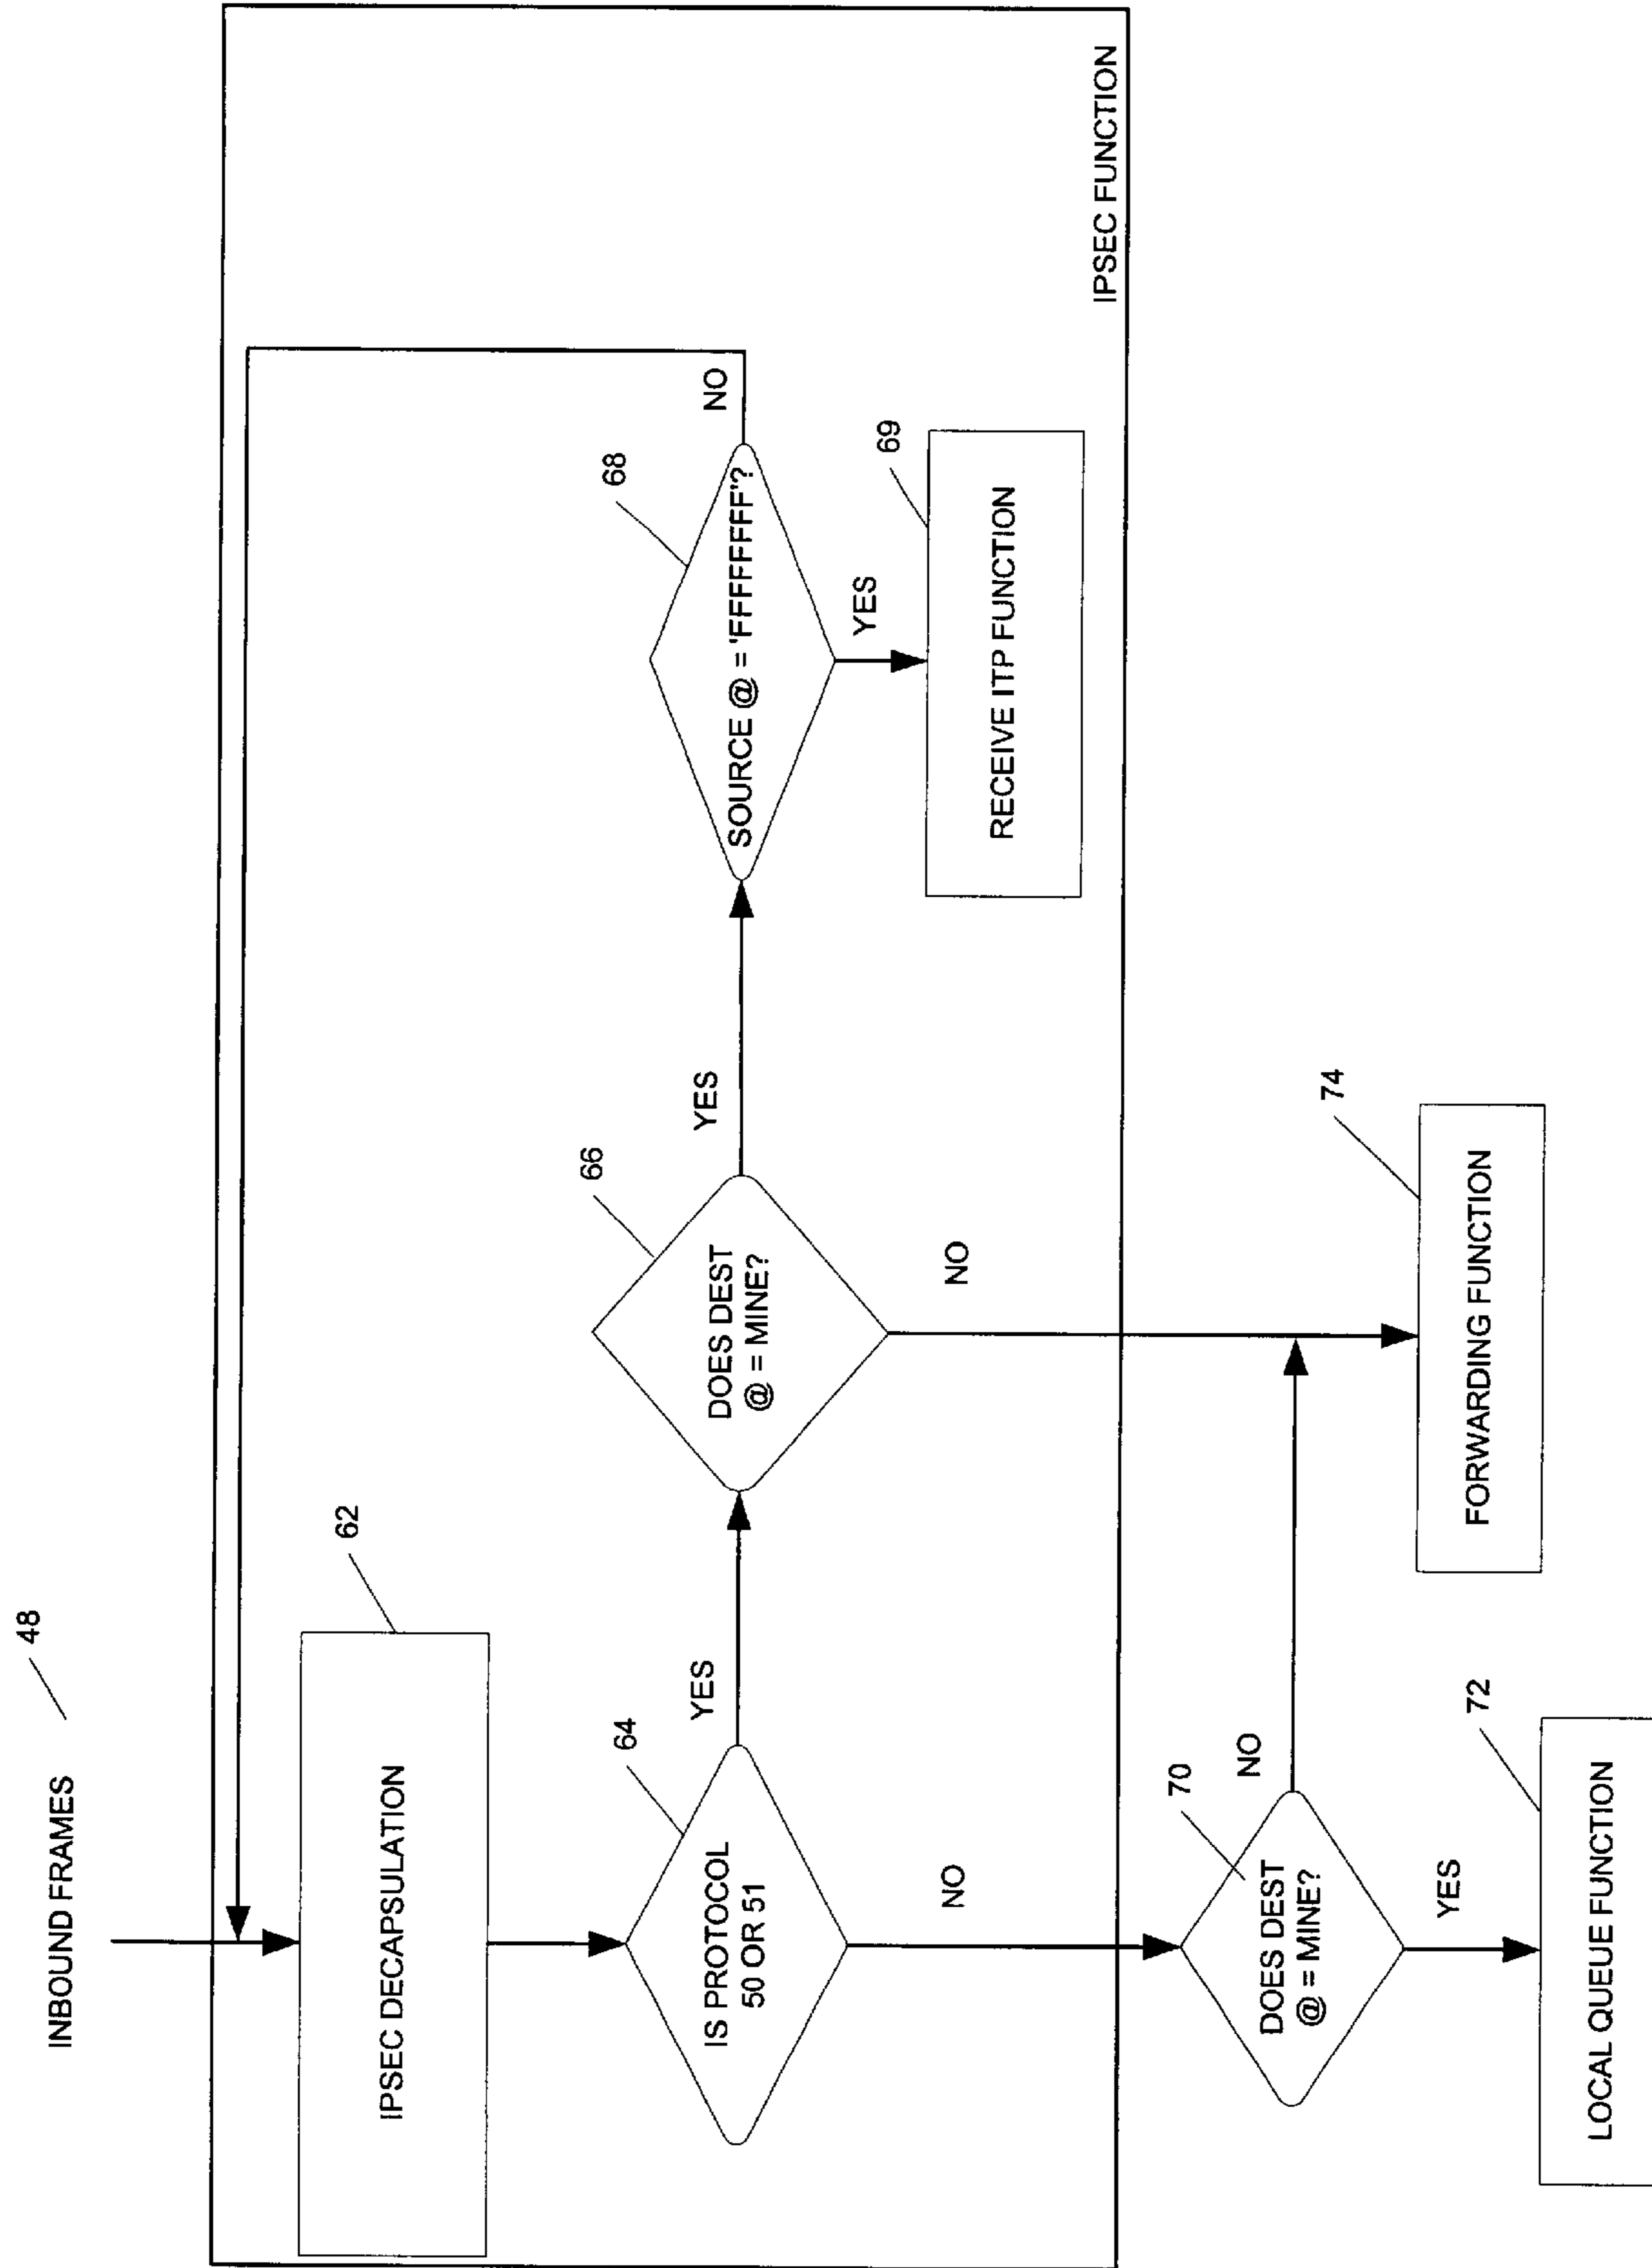 INBOUND FRAMES
48
IPSEC DECAPSULATION
62
IS PROTOCOL
50 OR 51
64
YES
NO
DOES DEST
@ = MINE?
66
YES
NO
SOURCE @ = 'FFFFFFFF'?
68
NO
YES
RECEIVE ITP FUNCTION
69
IPSEC FUNCTION
DOES DEST
@ = MINE?
70
NO
YES
LOCAL QUEUE FUNCTION
72
FORWARDING FUNCTION
74